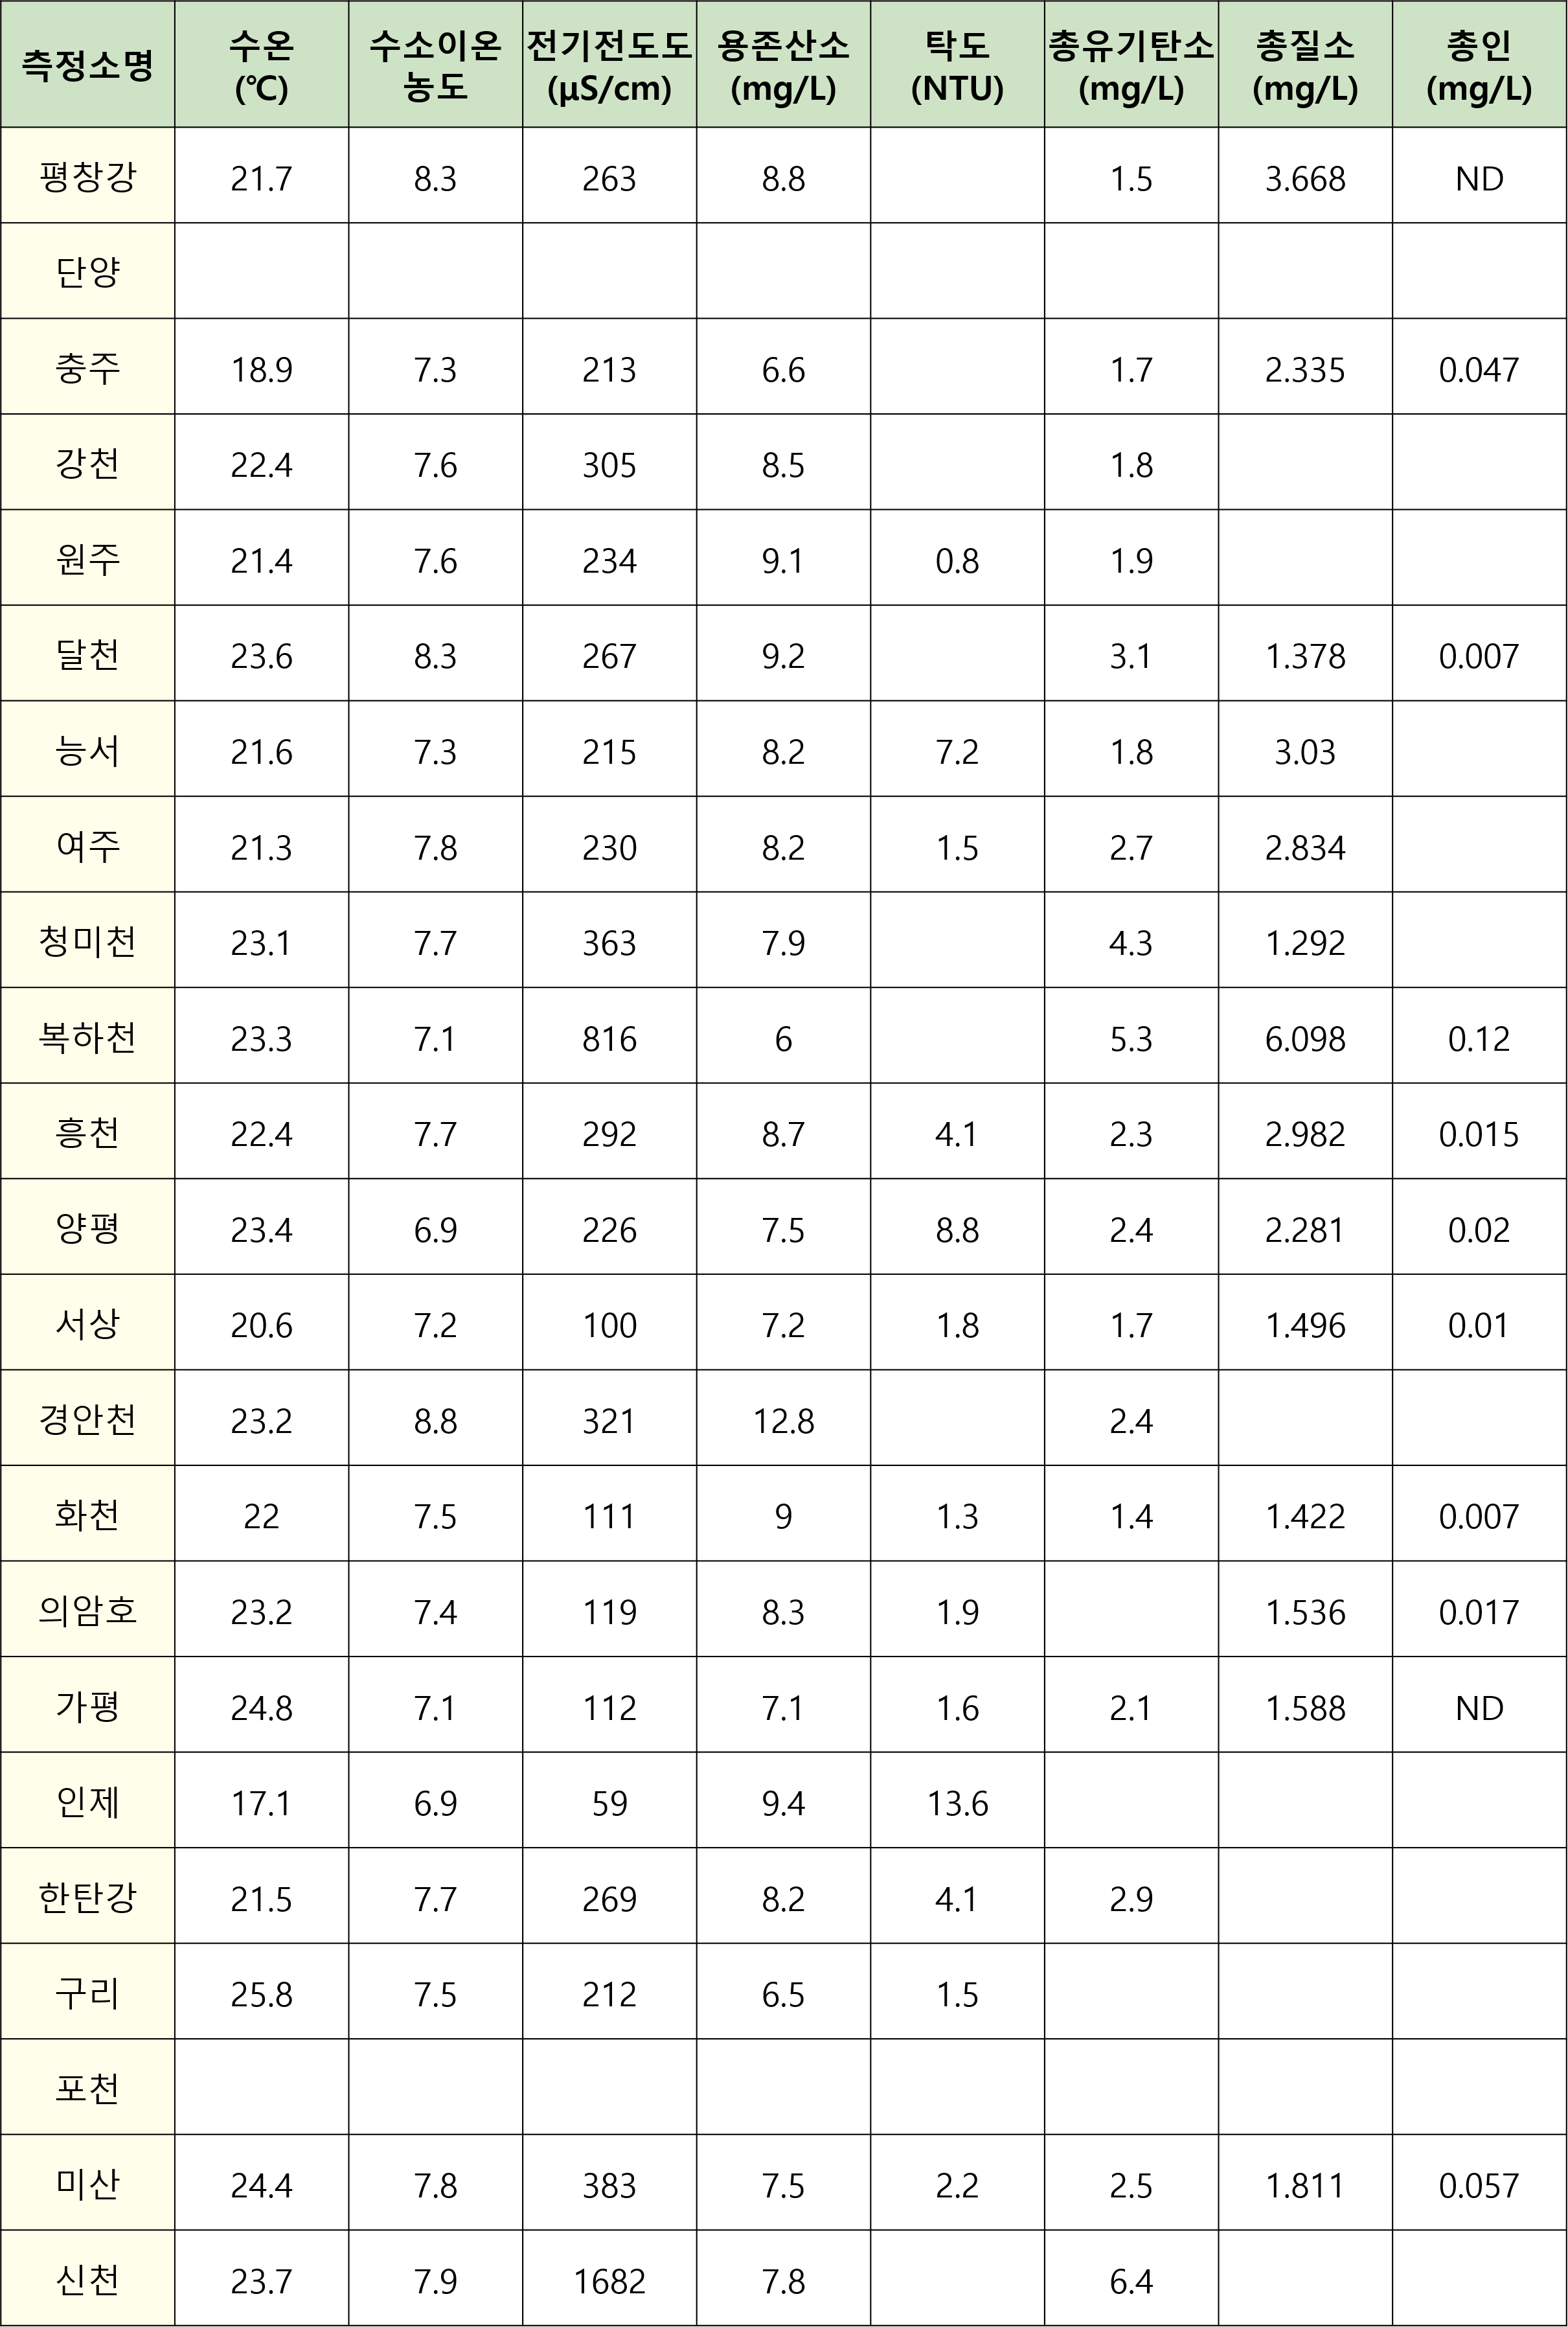 측정소명 수온 (℃) 수소이온 농도 전기전도도 (μS/cm) 용존산소 (mg/L) 탁도 (NTU) 총유기탄소 (mg/L) 총질소 (mg/L) 총인 (mg/L)
평창강 21.7 8.3 263 8.8 1.5 3.668 ND
단양
충주 18.9 7.3 213 6.6 1.7 2.335 0.047
강천 22.4 7.6 305 8.5 1.8
원주 21.4 7.6 234 9.1 0.8 1.9
달천 23.6 8.3 267 9.2 3.1 1.378 0.007
능서 21.6 7.3 215 8.2 7.2 1.8 3.03
여주 21.3 7.8 230 8.2 1.5 2.7 2.834
청미천 23.1 7.7 363 7.9 4.3 1.292
복하천 23.3 7.1 816 6 5.3 6.098 0.12
흥천 22.4 7.7 292 8.7 4.1 2.3 2.982 0.015
양평 23.4 6.9 226 7.5 8.8 2.4 2.281 0.02
서상 20.6 7.2 100 7.2 1.8 1.7 1.496 0.01
경안천 23.2 8.8 321 12.8 2.4
화천 22 7.5 111 9 1.3 1.4 1.422 0.007
의암호 23.2 7.4 119 8.3 1.9 1.536 0.017
가평 24.8 7.1 112 7.1 1.6 2.1 1.588 ND
인제 17.1 6.9 59 9.4 13.6
한탄강 21.5 7.7 269 8.2 4.1 2.9
구리 25.8 7.5 212 6.5 1.5
포천
미산 24.4 7.8 383 7.5 2.2 2.5 1.811 0.057
신천 23.7 7.9 1682 7.8 6.4